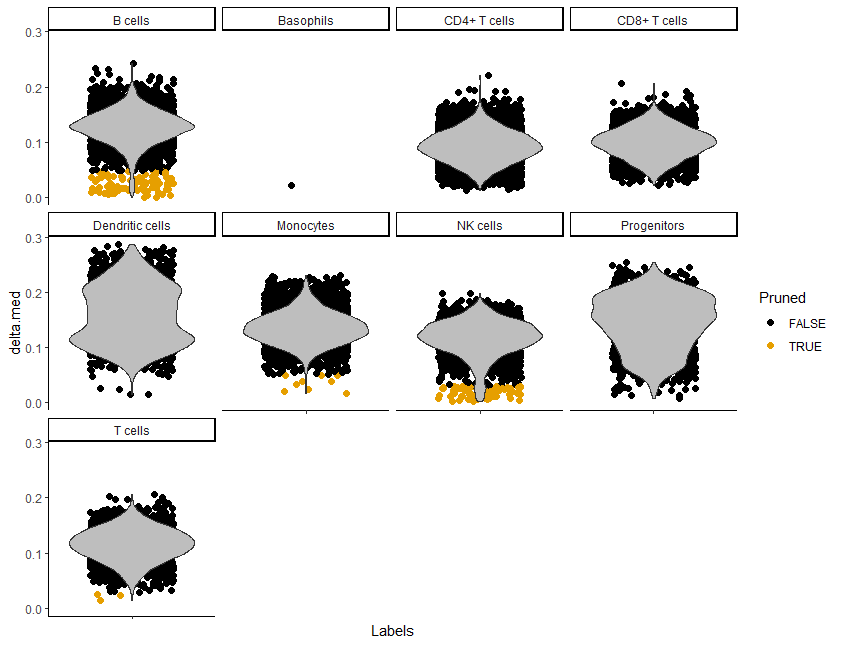 B cells
Basophils
CD4+ T cells
CD8+ T cells
0.3
0.2
0.1
0.0
Dendritic cells
Monocytes
NK cells
Progenitors
0.3
0.2
0.1
0.0
delta.med
Pruned
FALSE
TRUE
T cells
0.3
0.2
0.1
0.0
Labels